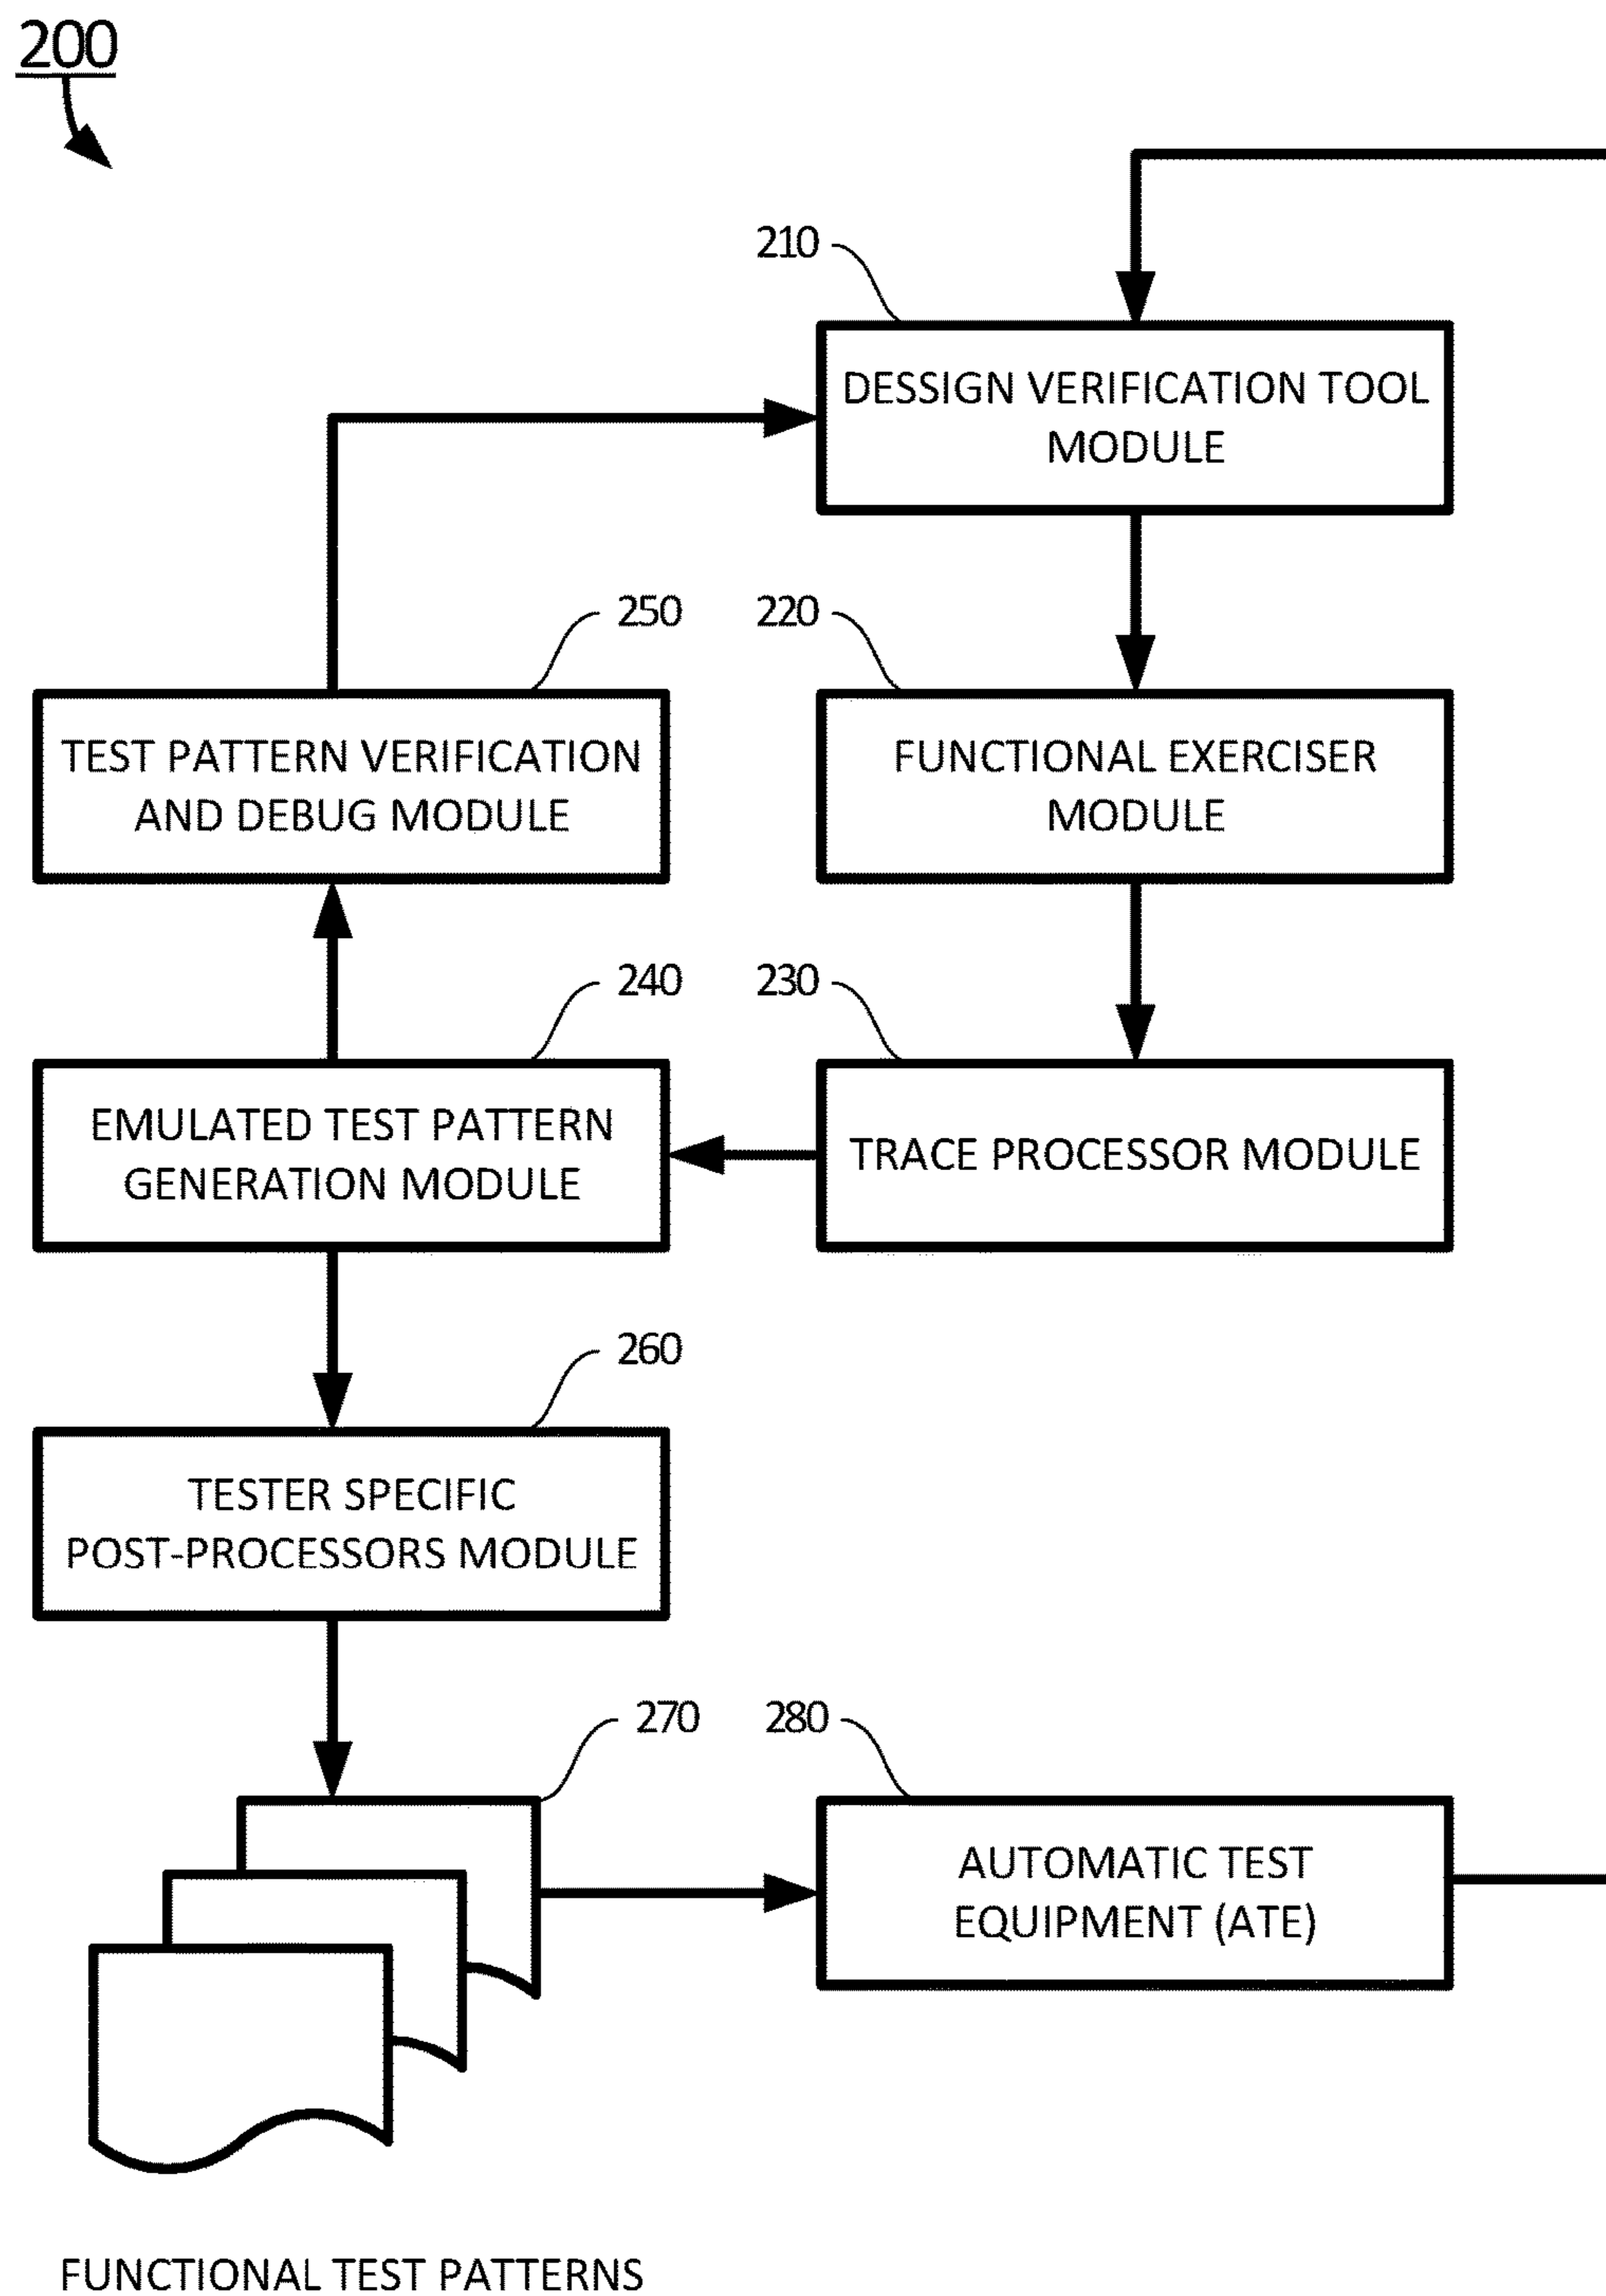 200
210
DESSIGN VERIFICATION TOOL
MODULE
250
220
TEST PATTERN VERIFICATION
AND DEBUG MODULE
FUNCTIONAL EXERCISER
MODULE
240
230
EMULATED TEST PATTERN
GENERATION MODULE
TRACE PROCESSOR MODULE
260
TESTER SPECIFIC
POST-PROCESSORS MODULE
270
280
AUTOMATIC TEST
EQUIPMENT (ATE)
FUNCTIONAL TEST PATTERNS